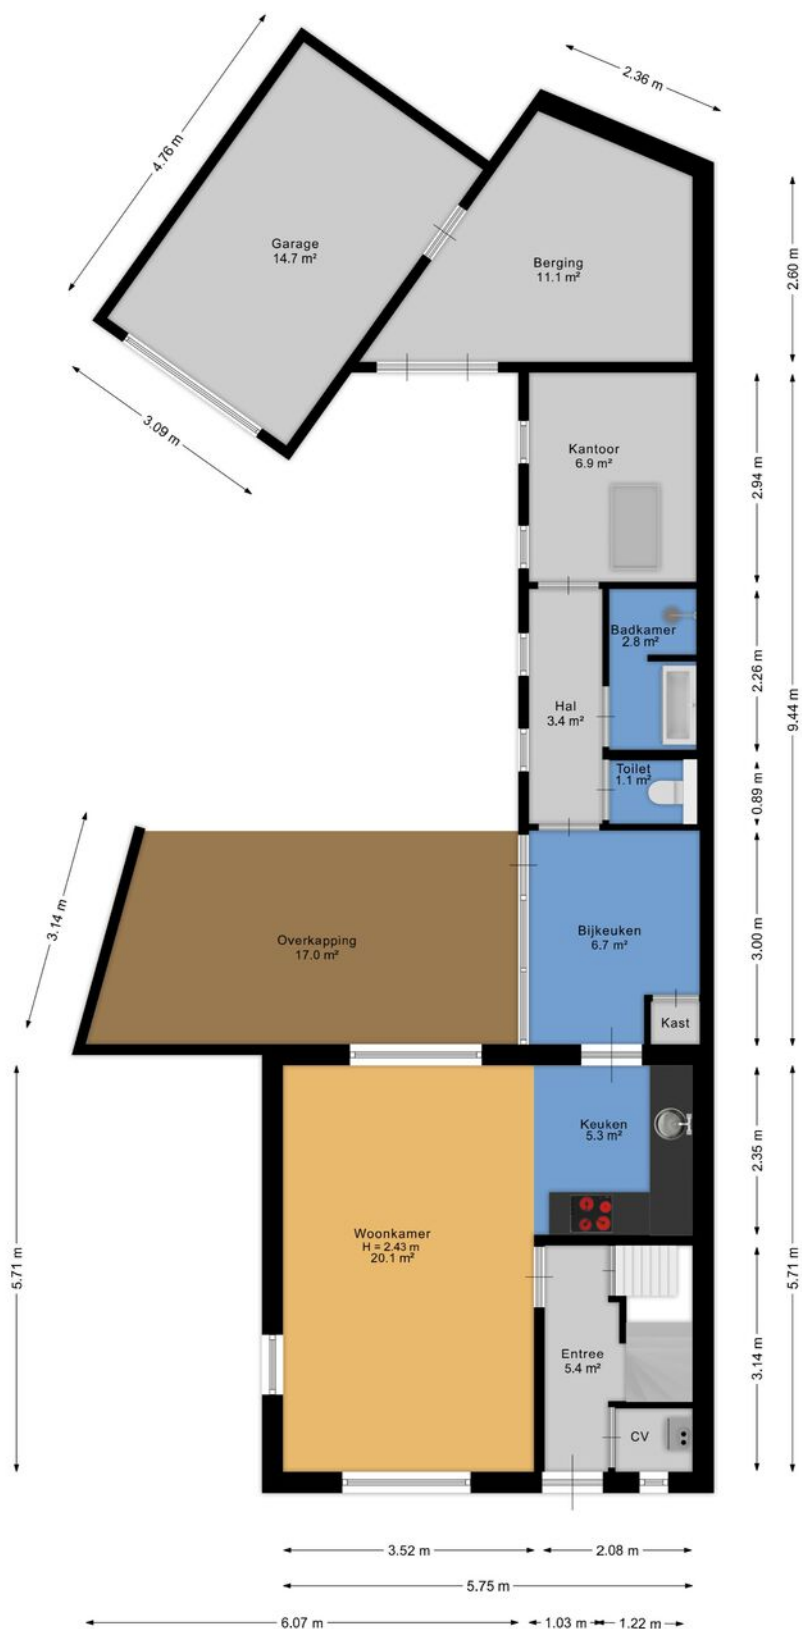 2.36 m
4.76 m
Garage
14.7 m²
Berging
11.1 m²
2.60 m
3.09 m
Kantoor
6.9 m²
2.94 m
Badkamer
2.8 m²
2.26 m
9.44 m
Hal
3.4 m²
Toilet
1.1 m²
0.89 m
3.14 m
Overkapping
17.0 m²
Bijkeuken
6.7 m²
3.00 m
Kast
Keuken
5.3 m²
2.35 m
Woonkamer
H = 2.43 m
20.1 m²
5.71 m
5.71 m
Entree
5.4 m²
3.14 m
CV
3.52 m
2.08 m
5.75 m
6.07 m
1.03 m
1.22 m